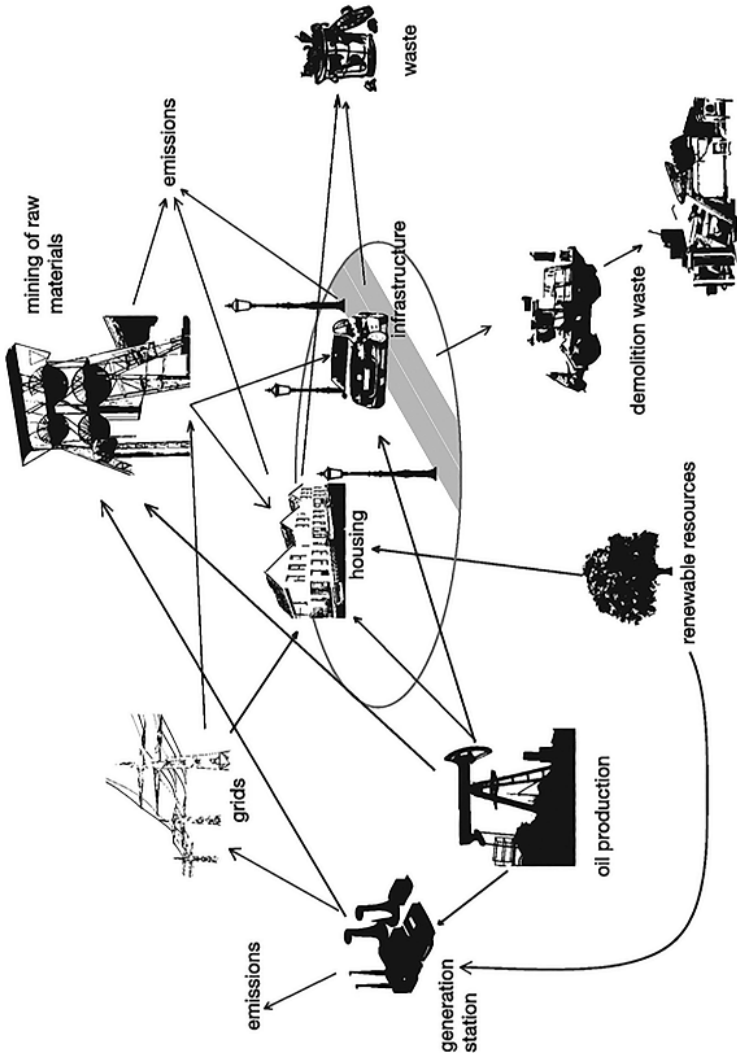 emissions
generation
station
grids
oil production
mining of raw
materials
housing
renewable resources
emissions
infrastructure
demolition waste
waste